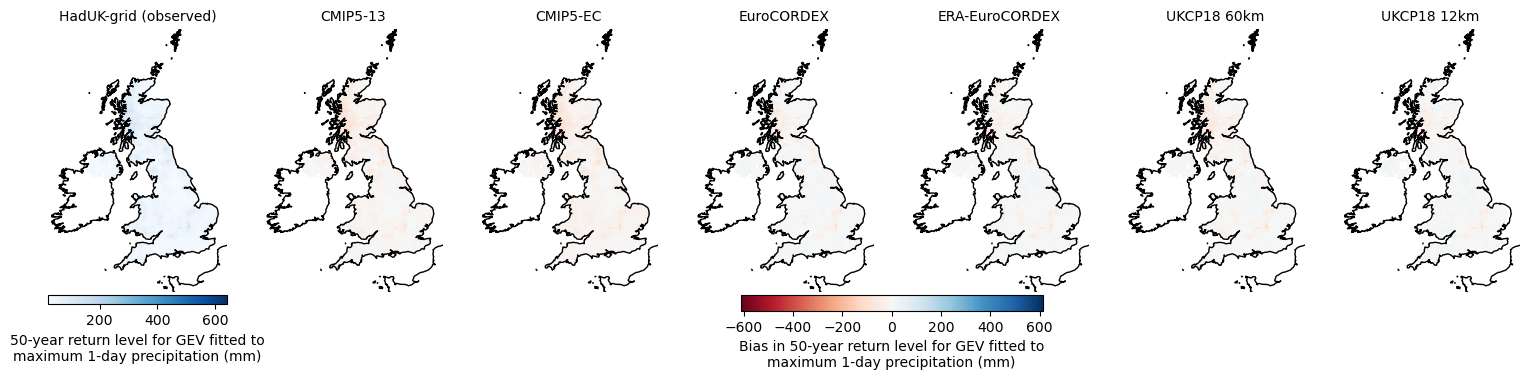 HadUK-grid (observed)
CMIP5-13
CMIP5-EC
EuroCORDEX
ERA-EuroCORDEX
UKCP18 60km
UKCP18 12km
200 400 600
50-year return level for GEV fitted to
maximum 1-day precipitation (mm)
−600 −400 −200 0 200 400 600
Bias in 50-year return level for GEV fitted to
maximum 1-day precipitation (mm)